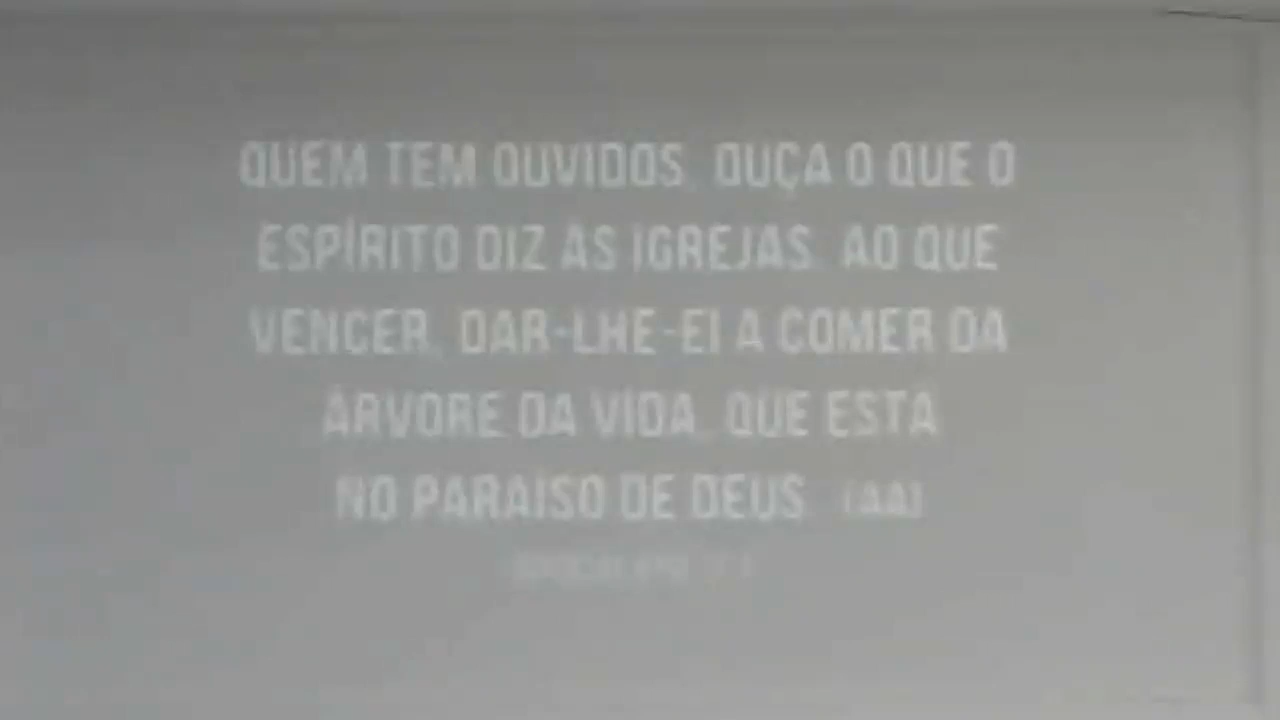 QUEM TEM OUVIDOS, OUÇA O QUE O
ESPÍRITO DIZ ÀS IGREJAS. AO QUE
VENCER, DAR-LHE-EI A COMER DA
ÁRVORE DA VIDA, QUE ESTÁ
NO PARAÍSO DE DEUS. (AA)